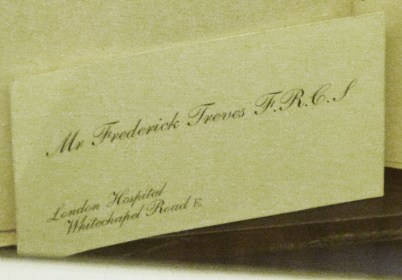 Mr Frederick Treves F.R.C.S
London Hospital
Whitechapel Road E.